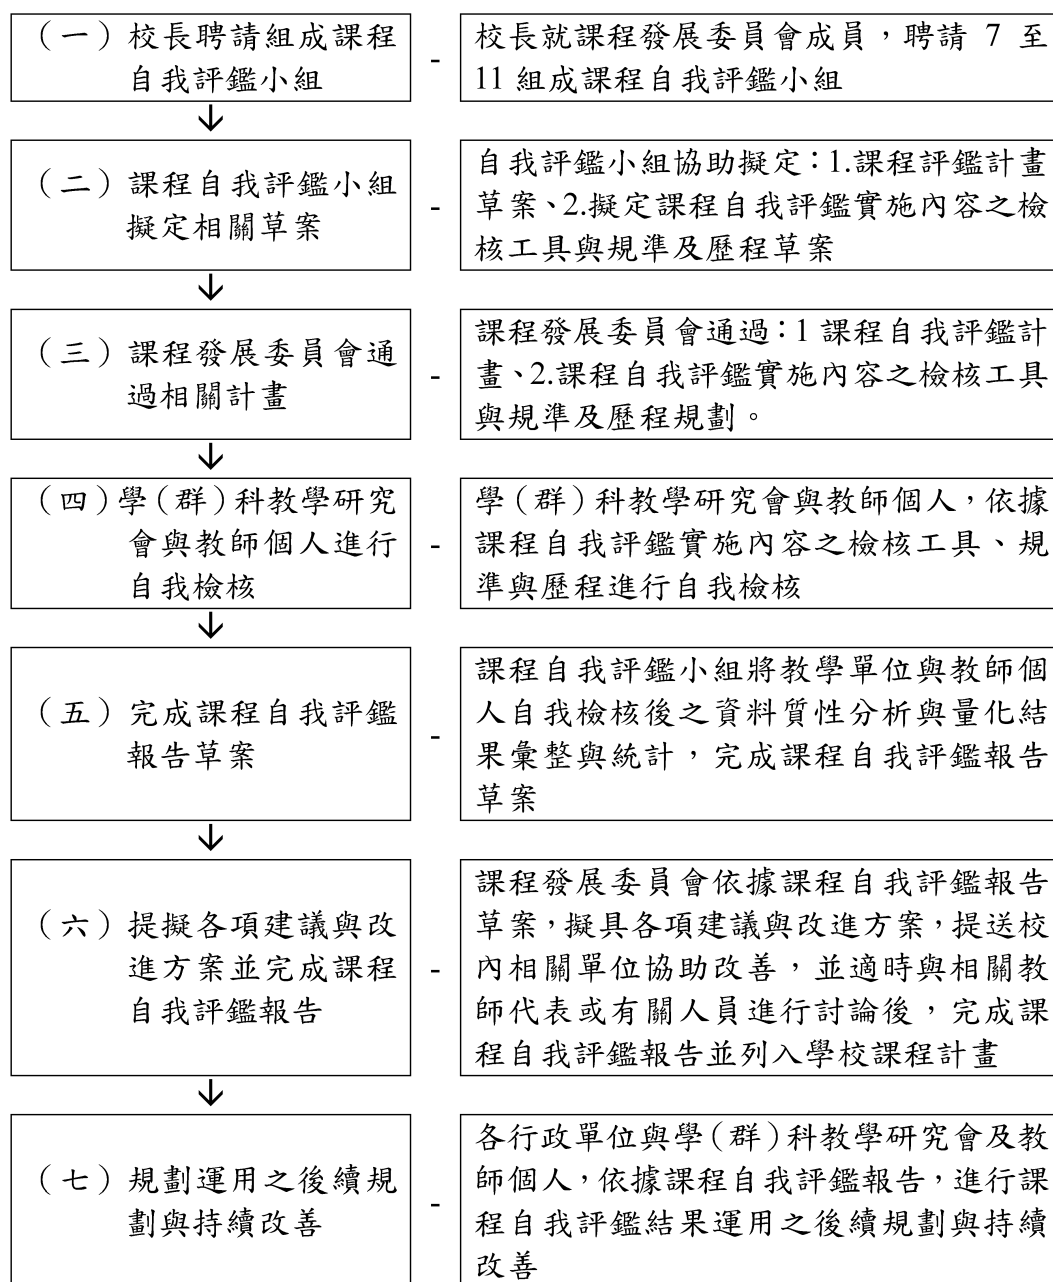 （一）校長聘請組成課程
自我評鑑小組
-
校長就課程發展委員會成員，聘請 7 至
11 組成課程自我評鑑小組
（二）課程自我評鑑小組
擬定相關草案
-
自我評鑑小組協助擬定：1.課程評鑑計畫
草案、2.擬定課程自我評鑑實施內容之檢
核工具與規準及歷程草案
（三）課程發展委員會通
過相關計畫
-
課程發展委員會通過：1 課程自我評鑑計
畫、2.課程自我評鑑實施內容之檢核工具
與規準及歷程規劃。
（四）學（群）科教學研究
會與教師個人進行
自我檢核
-
學（群）科教學研究會與教師個人，依據
課程自我評鑑實施內容之檢核工具、規
準與歷程進行自我檢核
（五）完成課程自我評鑑
報告草案
-
課程自我評鑑小組將教學單位與教師個
人自我檢核後之資料質性分析與量化結
果彙整與統計，完成課程自我評鑑報告
草案
（六）提擬各項建議與改
進方案並完成課程
自我評鑑報告
-
課程發展委員會依據課程自我評鑑報告
草案，擬具各項建議與改進方案，提送校
內相關單位協助改善，並適時與相關教
師代表或有關人員進行討論後，完成課
程自我評鑑報告並列入學校課程計畫
（七）規劃運用之後續規
劃與持續改善
-
各行政單位與學（群）科教學研究會及教
師個人，依據課程自我評鑑報告，進行課
程自我評鑑結果運用之後續規劃與持續
改善